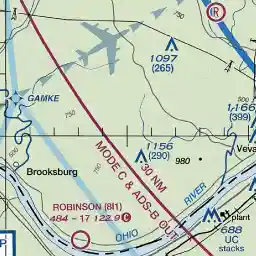 750
R
1097
(265)
GAMKE
750
1166
(399)
MODE C & ADS-B OUT
30 NM
1156
(290)
980
Veva
Brooksburg
RIVER
ROBINSON (8I1)
484 - 17 122.9 C
OHIO
plant
688
UC
stacks
P